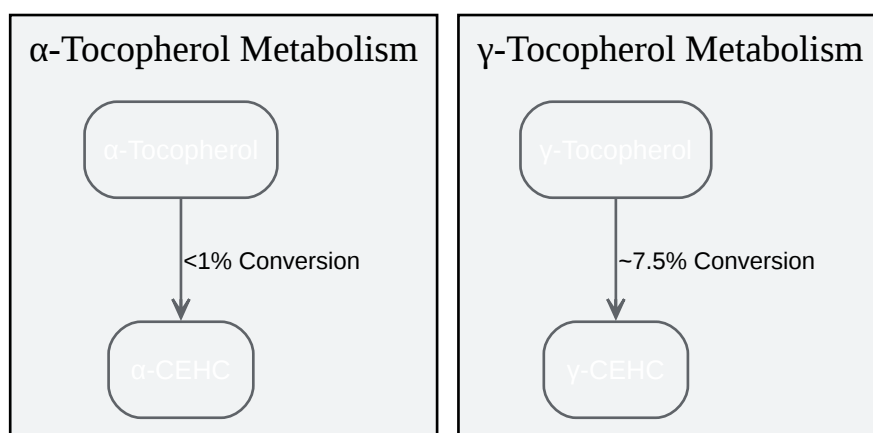 α-Tocopherol Metabolism
α-Tocopherol
<1% Conversion
α-CEHC
γ-Tocopherol Metabolism
γ-Tocopherol
~7.5% Conversion
γ-CEHC